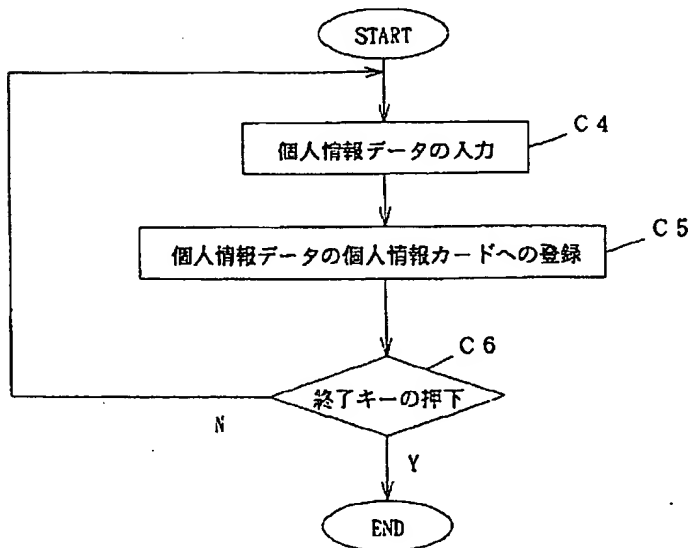 START
C4
個人情報データの入力
C5
個人情報データの個人情報カードへの登録
C6
終了キーの押下
N
Y
END